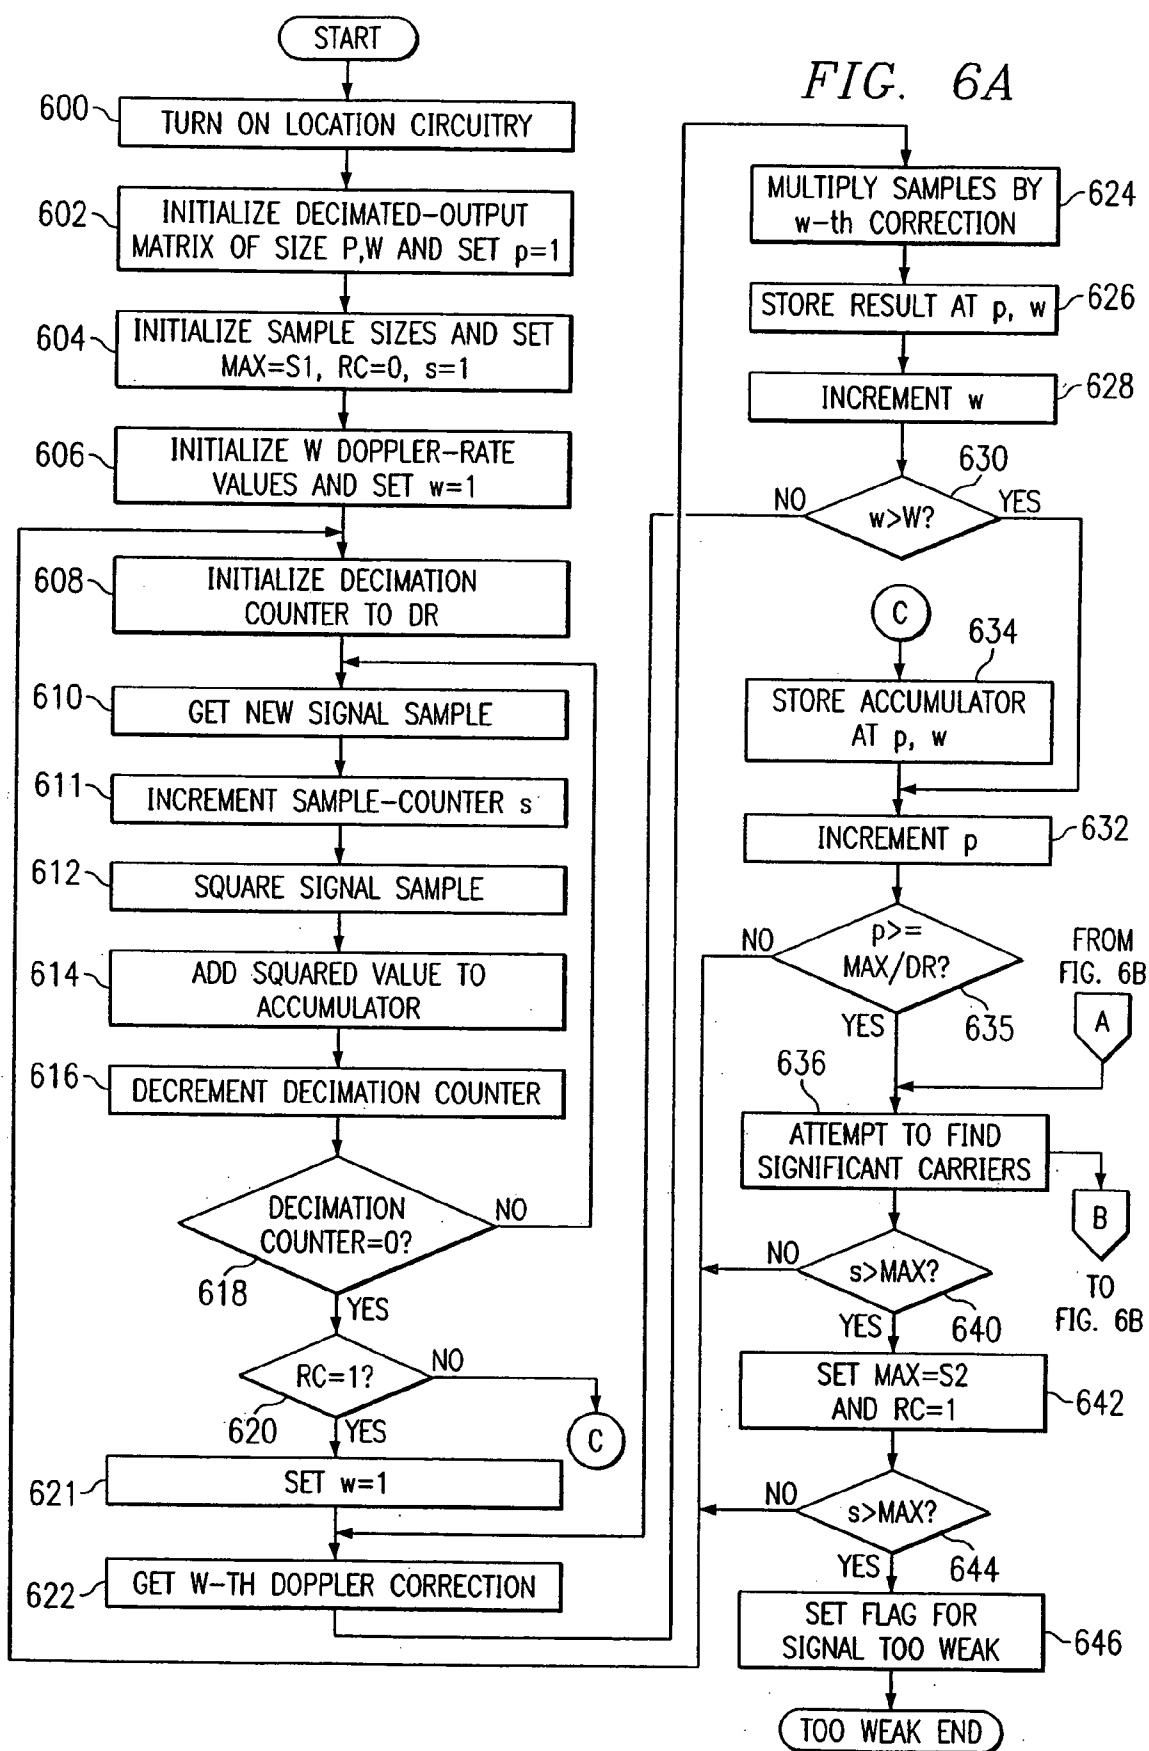 FIG. 6A
START
600
TURN ON LOCATION CIRCUITRY
602
INITIALIZE DECIMATED-OUTPUT
MATRIX OF SIZE P,W AND SET p=1
604
INITIALIZE SAMPLE SIZES AND SET
MAX=S1, RC=0, s=1
606
INITIALIZE W DOPPLER-RATE
VALUES AND SET w=1
608
INITIALIZE DECIMATION
COUNTER TO DR
610
GET NEW SIGNAL SAMPLE
611
INCREMENT SAMPLE-COUNTER s
612
SQUARE SIGNAL SAMPLE
614
ADD SQUARED VALUE TO
ACCUMULATOR
616
DECREMENT DECIMATION COUNTER
DECIMATION
COUNTER=0?
NO
618
YES
RC=1?
NO
620
YES
C
621
SET w=1
622
GET W-TH DOPPLER CORRECTION
MULTIPLY SAMPLES BY
w-th CORRECTION
624
STORE RESULT AT p, w
626
INCREMENT w
628
630
NO
w>W?
YES
C
634
STORE ACCUMULATOR
AT p, w
INCREMENT p
632
NO
p>=
MAX/DR?
635
YES
FROM
FIG. 6B
A
636
ATTEMPT TO FIND
SIGNIFICANT CARRIERS
B
TO
FIG. 6B
NO
s>MAX?
640
YES
SET MAX=S2
AND RC=1
642
NO
s>MAX?
644
YES
SET FLAG FOR
SIGNAL TOO WEAK
646
TOO WEAK END